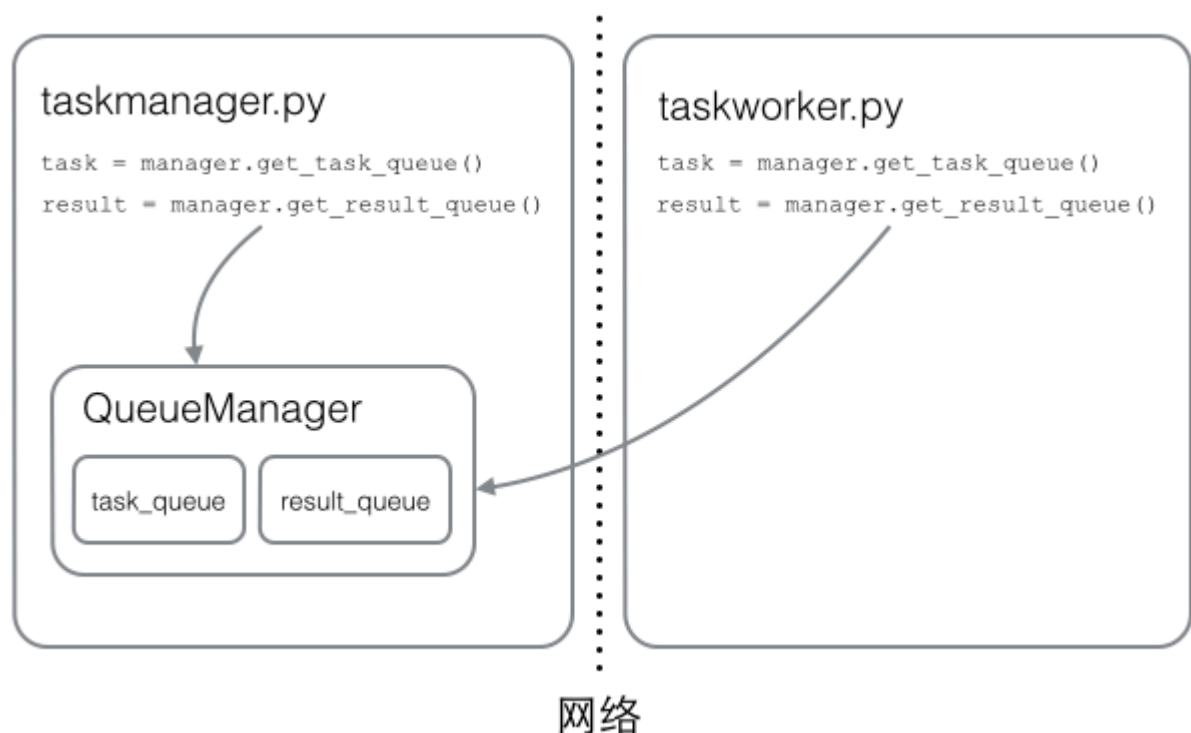 taskmanager.py
task = manager.get_task_queue()
result = manager.get_result_queue()
QueueManager
task_queue
result_queue
taskworker.py
task = manager.get_task_queue()
result = manager.get_result_queue()
网络